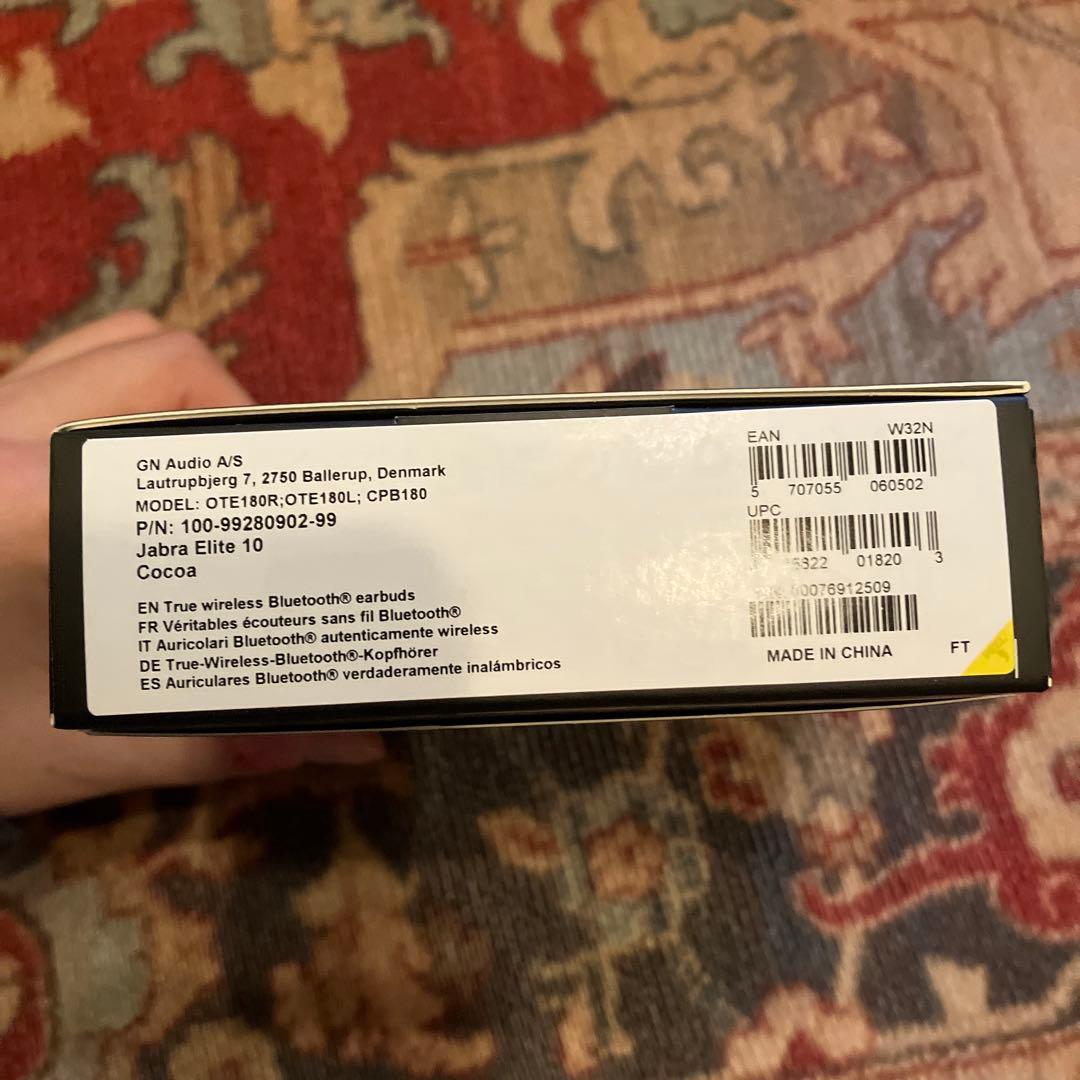 GN Audio A/S
Lautrupbjerg 7, 2750 Ballerup, Denmark
MODEL: OTE180R;OTE180L; CPB180
P/N: 100-99280902-99
Jabra Elite 10
Cocoa
EN True wireless Bluetooth® earbuds
FR Véritables écouteurs sans fil Bluetooth®
IT Auricolari Bluetooth® autenticamente wireless
DE True-Wireless-Bluetooth®-Kopfhörer
ES Auriculares Bluetooth® verdaderamente inalámbricos
EAN W32N
5 707055 060502
UPC
01820 3
00076912509
MADE IN CHINA FT